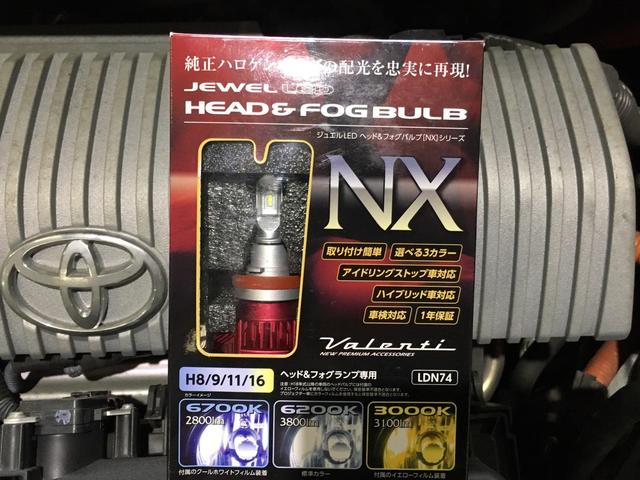 純正ハロゲン の配光を忠実に再現!
JEWEL LED
HEAD & FOG BULB
ジュエルLED ヘッド&フォグバルブ[NX]シリーズ
NX
取り付け簡単 選べる3カラー
アイドリングストップ車対応
ハイブリッド車対応
車検対応 1年保証
Valenti
NEW PREMIUM ACCESSORIES
H8/9/11/16 ヘッド&フォグランプ専用 LDN74
カラーイメージ
6700K 6200K 3000K
2800lm 3800lm 3100lm
付属のクールホワイトフィルム装着 標準カラー 付属のイエローフィルム装着